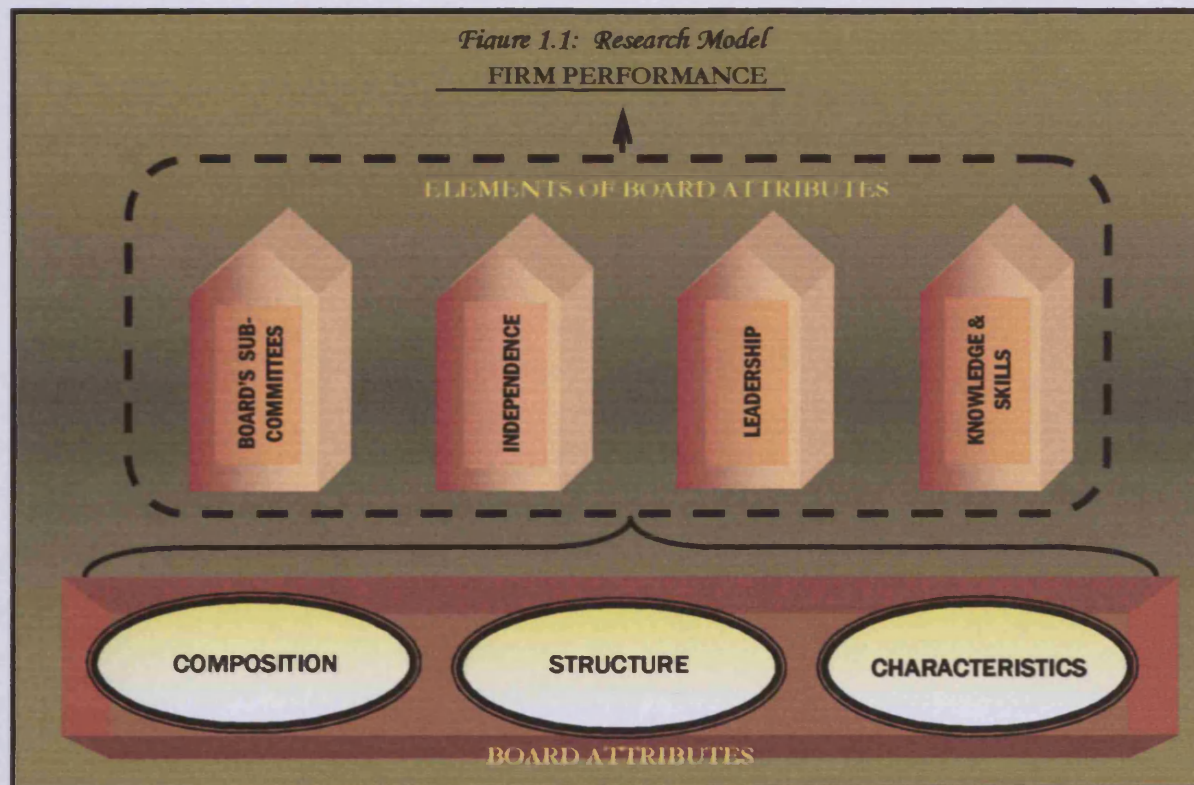 Figure 1.1: Research Model
FIRM PERFORMANCE
ELEMENTS OF BOARD ATTRIBUTES
BOARD'S SUB-
COMMITTEES
INDEPENDENCE
LEADERSHIP
KNOWLEDGE &
SKILLS
COMPOSITION
STRUCTURE
CHARACTERISTICS
BOARD ATTRIBUTES